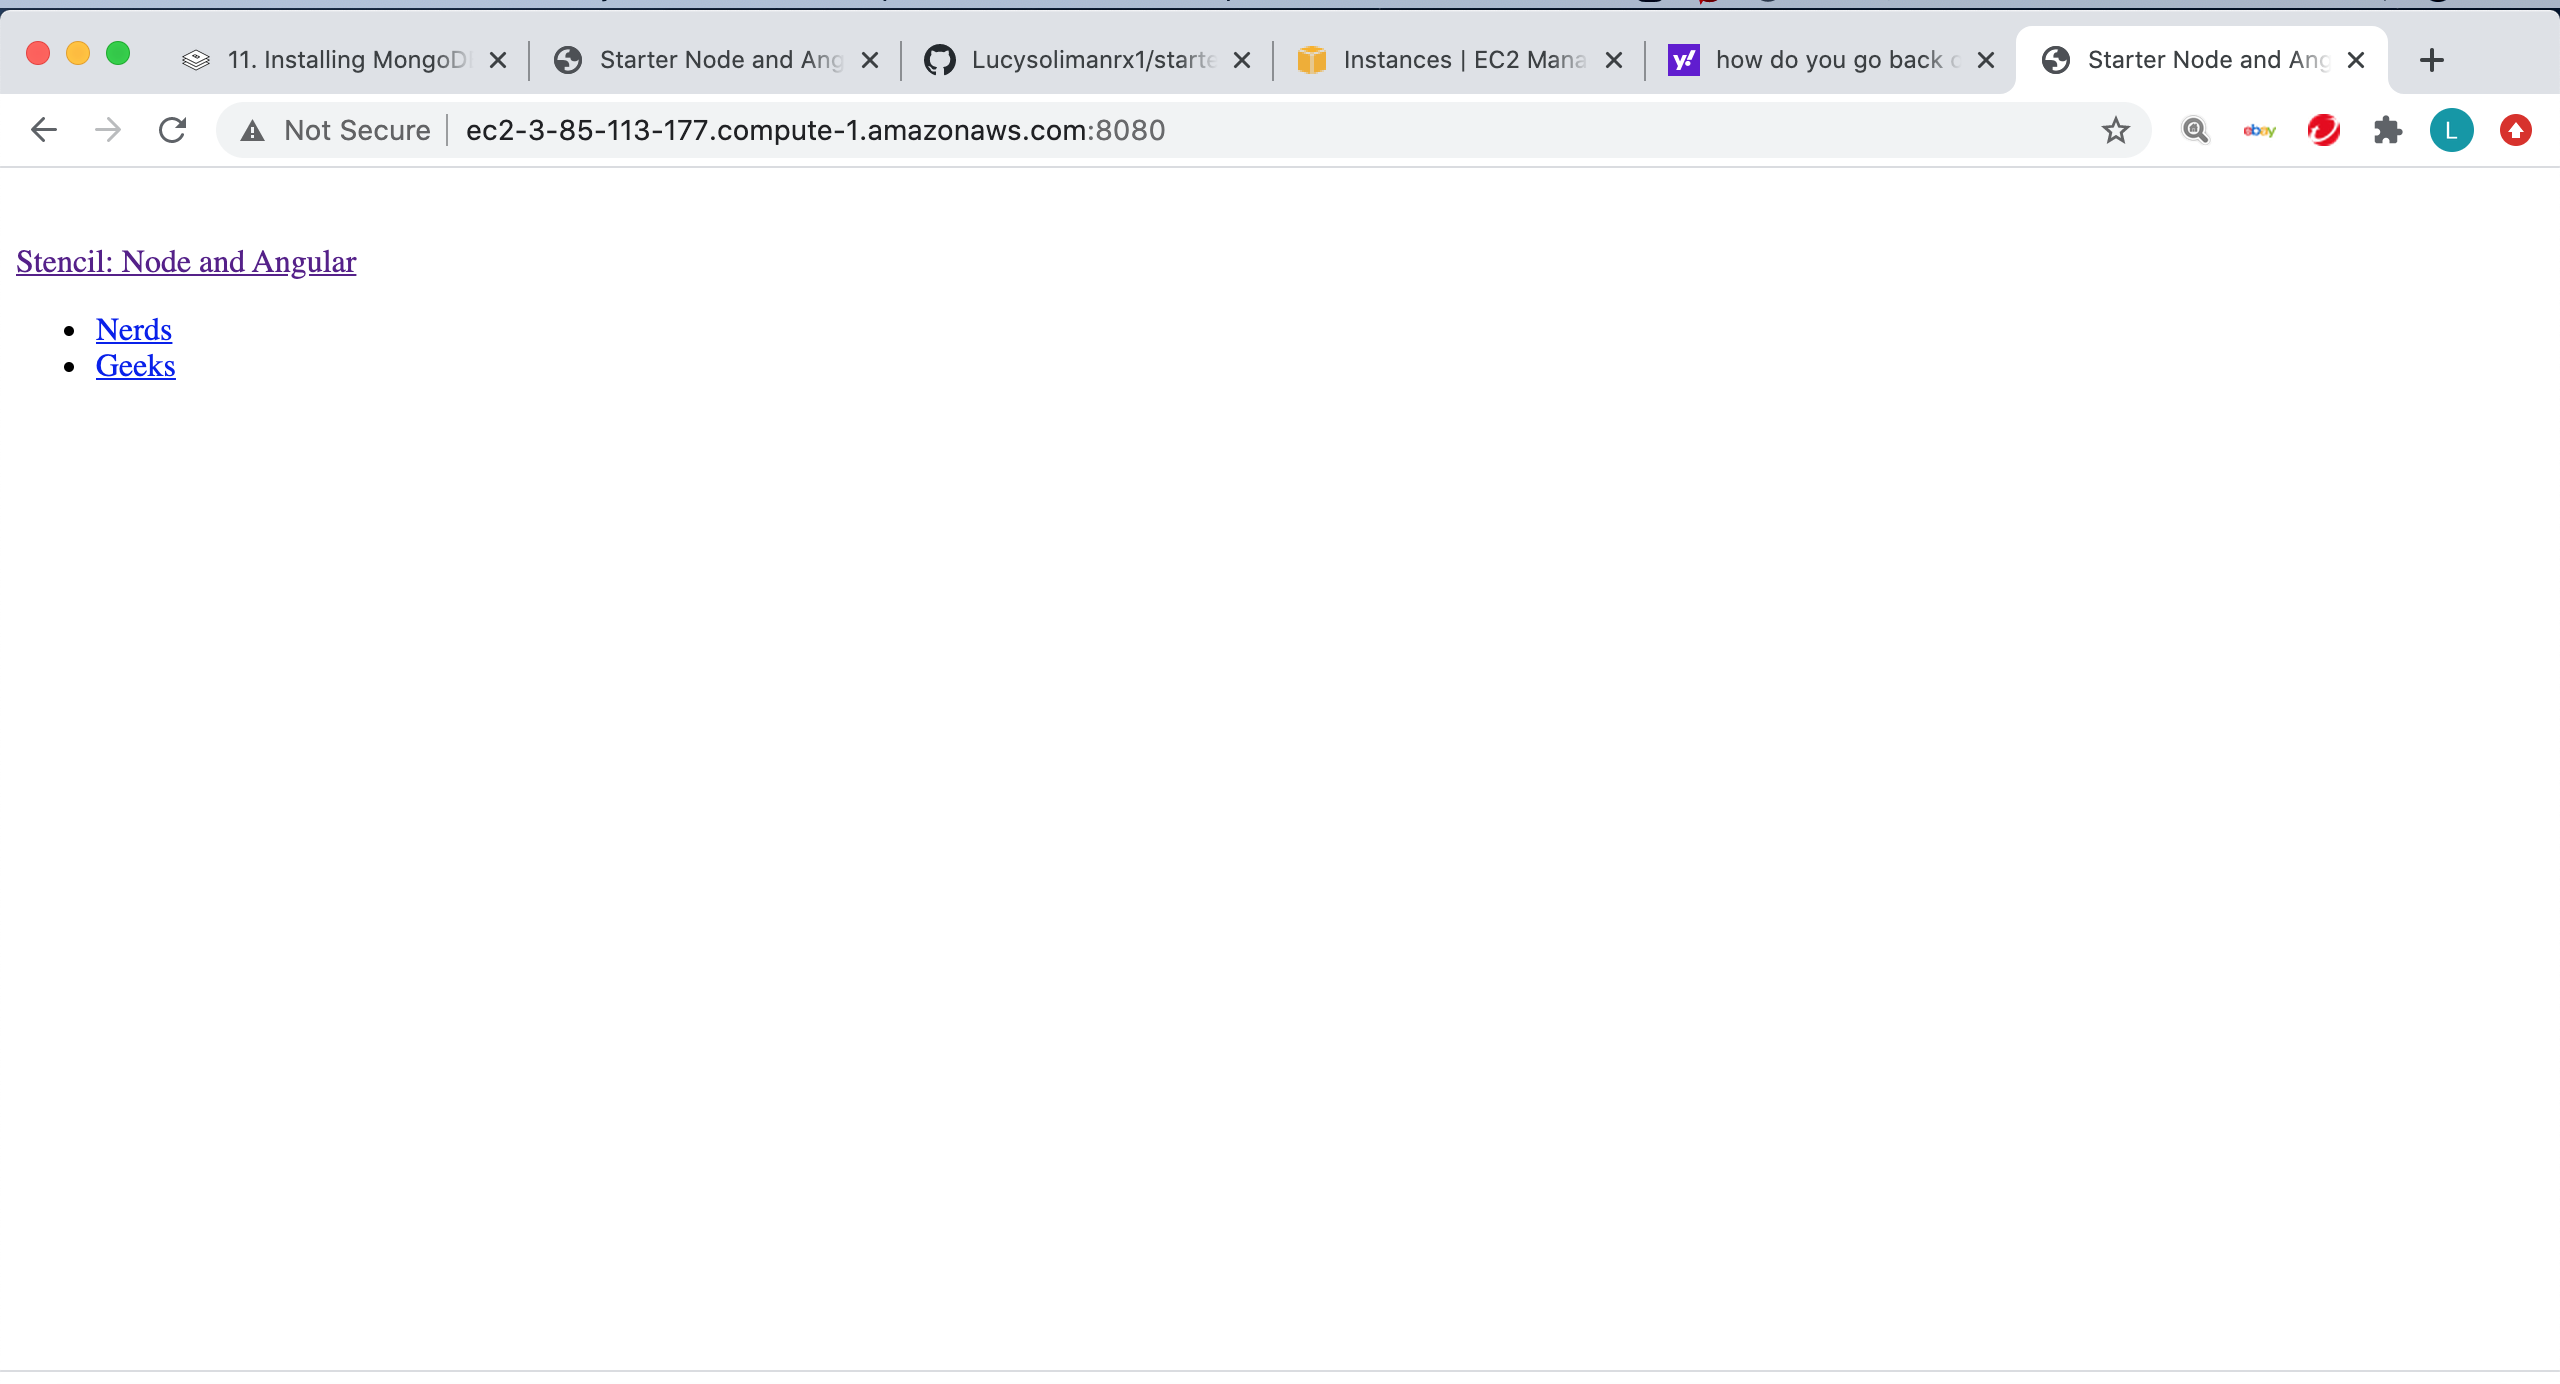 11. Installing MongoD
Starter Node and Ang
Lucysolimanrx1/starte
Instances | EC2 Mana
how do you go back o
Starter Node and Ang
Not Secure
ec2-3-85-113-177.compute-1.amazonaws.com:8080
ebay
L
Stencil: Node and Angular
Nerds
Geeks